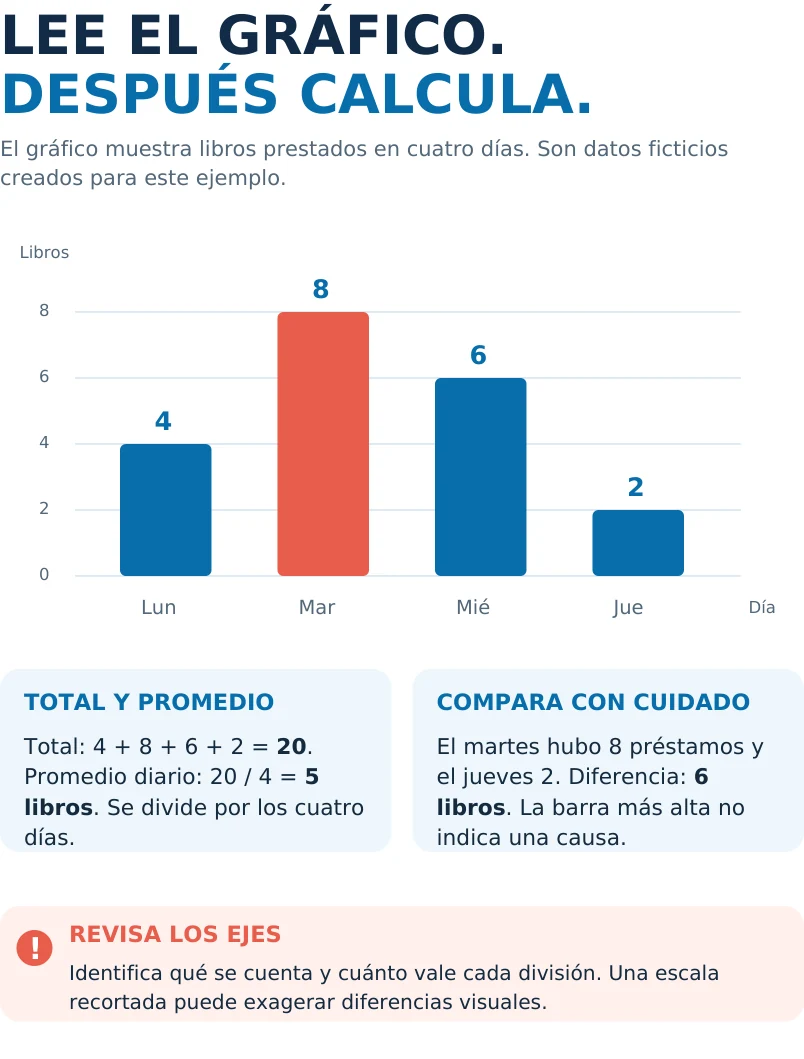 LEE EL GRÁFICO.
DESPUÉS CALCULA.
El gráfico muestra libros prestados en cuatro días. Son datos ficticios
creados para este ejemplo.
Libros
8
8
6
6
4
4
2
2
0
Lun Mar Mié Jue Día
TOTAL Y PROMEDIO
Total: 4 + 8 + 6 + 2 = 20.
Promedio diario: 20 / 4 = 5
libros. Se divide por los cuatro
días.
COMPARA CON CUIDADO
El martes hubo 8 préstamos y
el jueves 2. Diferencia: 6
libros. La barra más alta no
indica una causa.
!
REVISA LOS EJES
Identifica qué se cuenta y cuánto vale cada división. Una escala
recortada puede exagerar diferencias visuales.